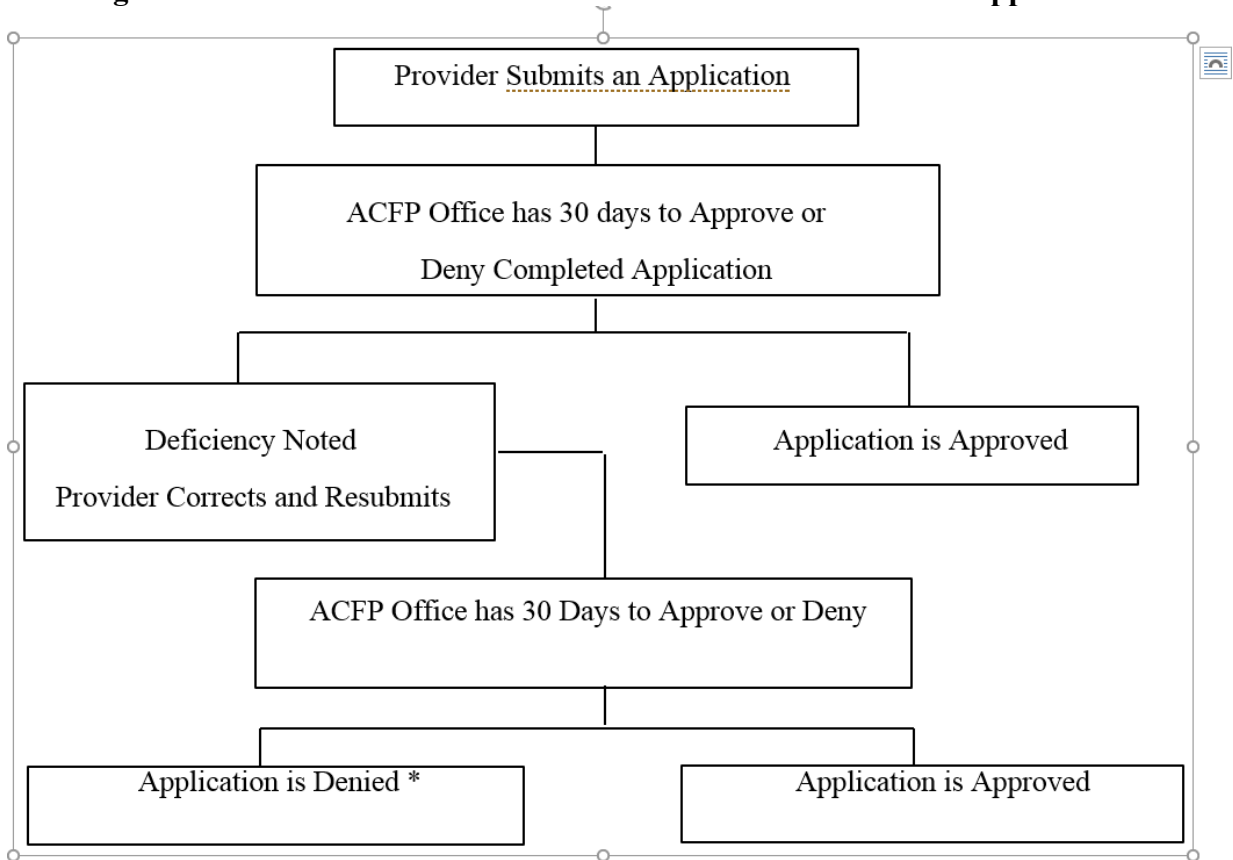 Provider Submits an Application
ACFP Office has 30 days to Approve or
Deny Completed Application
Deficiency Noted
Provider Corrects and Resubmits
Application is Approved
ACFP Office has 30 Days to Approve or Deny
Application is Denied *
Application is Approved